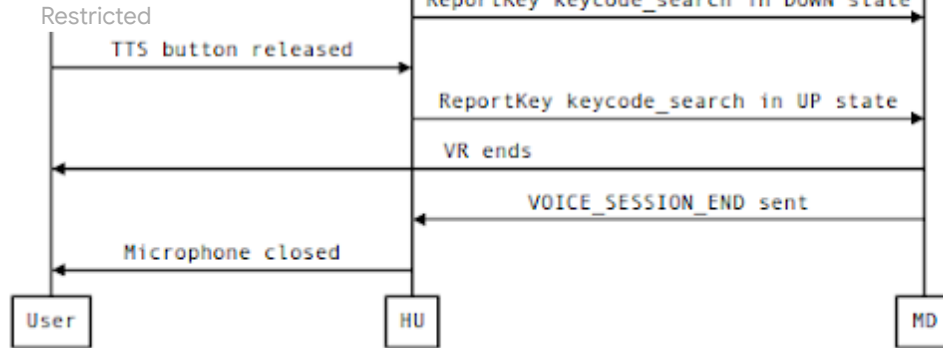 ReportKey keycode_search in DOWN state
Restricted
TTS button released
ReportKey keycode_search in UP state
VR ends
VOICE_SESSION_END sent
Microphone closed
User HU MD